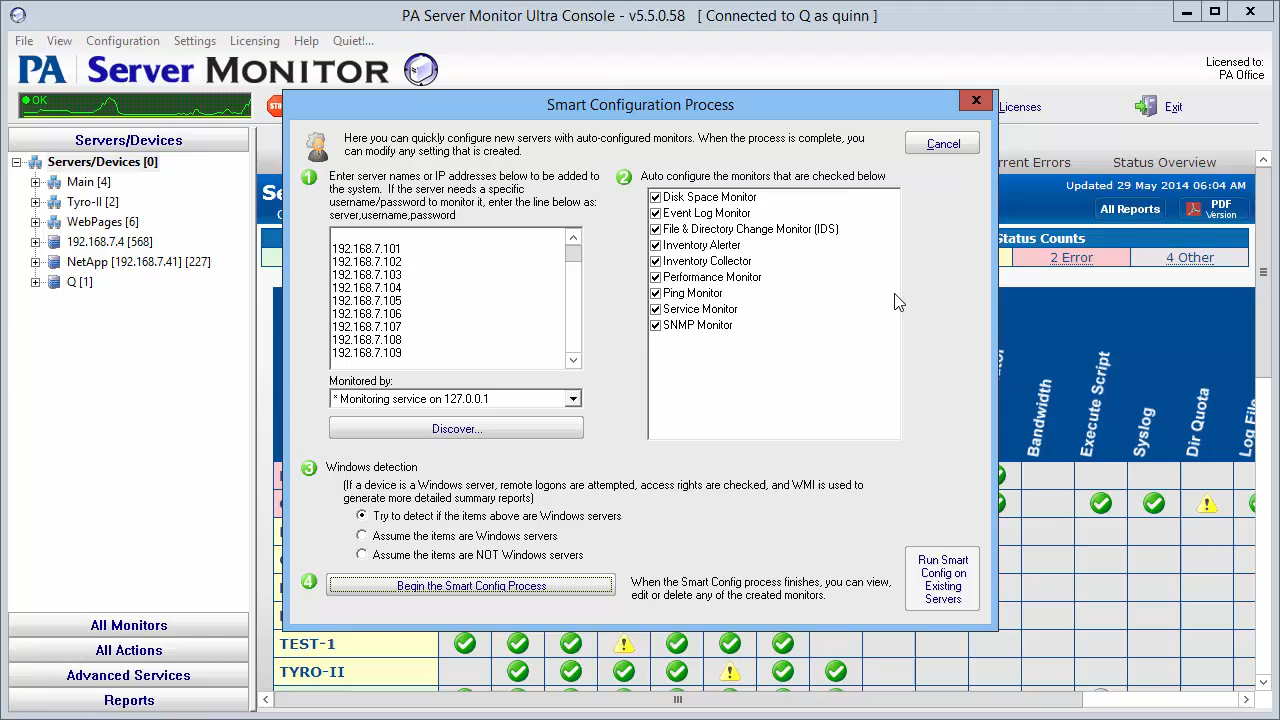 PA Server Monitor Ultra Console - v5.5.0.58 [ Connected to Q as quinn ]
File View Configuration Settings Licensing Help Quiet!...
PA Server MONITOR
Licensed to:
PA Office
OK
STO
Licenses
Exit
Servers/Devices
Servers/Devices [0]
Main [4]
Tyro-II [2]
WebPages [6]
192.168.7.4 [568]
NetApp [192.168.7.41] [227]
Q [1]
All Monitors
All Actions
Advanced Services
Reports
Smart Configuration Process
Here you can quickly configure new servers with auto-configured monitors. When the process is complete, you
can modify any setting that is created.
Cancel
1
Enter server names or IP addresses below to be added to
the system. If the server needs a specific
username/password to monitor it, enter the line below as:
server,username,password
192.168.7.101
192.168.7.102
192.168.7.103
192.168.7.104
192.168.7.105
192.168.7.106
192.168.7.107
192.168.7.108
192.168.7.109
Monitored by:
* Monitoring service on 127.0.0.1
Discover...
2
Auto configure the monitors that are checked below
Disk Space Monitor
Event Log Monitor
File & Directory Change Monitor (IDS)
Inventory Alerter
Inventory Collector
Performance Monitor
Ping Monitor
Service Monitor
SNMP Monitor
3
Windows detection
(If a device is a Windows server, remote logons are attempted, access rights are checked, and WMI is used to
generate more detailed summary reports)
Try to detect if the items above are Windows servers
Assume the items are Windows servers
Assume the items are NOT Windows servers
4
Begin the Smart Config Process
When the Smart Config process finishes, you can view,
edit or delete any of the created monitors.
Run Smart
Config on
Existing
Servers
rrent Errors
Status Overview
Se
Updated 29 May 2014 06:04 AM
All Reports
PDF
Version
Status Counts
2 Error
4 Other
Bandwidth
Execute Script
Syslog
Dir Quota
Log File
TEST-1
TYRO-II